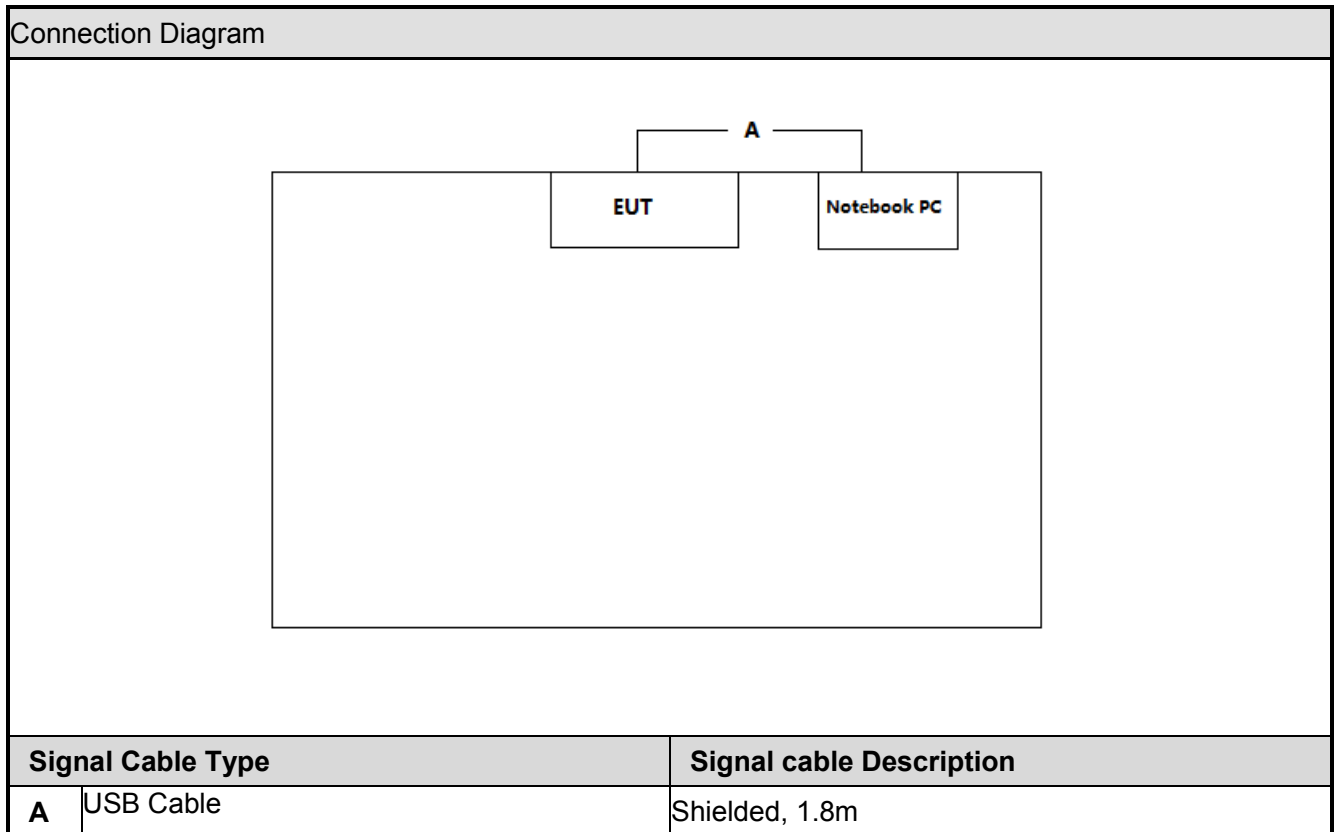 Connection Diagram
A
EUT
Notebook PC
Signal Cable Type
Signal cable Description
A
USB Cable
Shielded, 1.8m